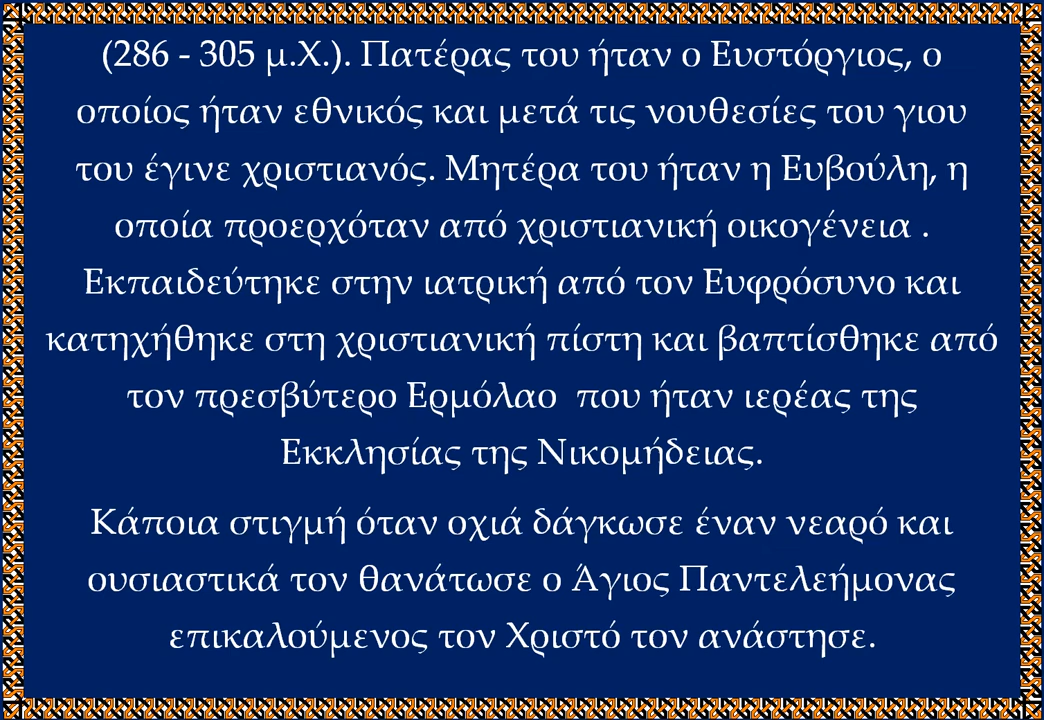 (286 - 305 μ.Χ.). Πατέρας του ήταν ο Ευστόργιος, ο
οποίος ήταν εθνικός και μετά τις νουθεσίες του γιου
του έγινε χριστιανός. Μητέρα του ήταν η Ευβούλη, η
οποία προερχόταν από χριστιανική οικογένεια .
Εκπαιδεύτηκε στην ιατρική από τον Ευφρόσυνο και
κατηχήθηκε στη χριστιανική πίστη και βαπτίσθηκε από
τον πρεσβύτερο Ερμόλαο  που ήταν ιερέας της
Εκκλησίας της Νικομήδειας.
Κάποια στιγμή όταν οχιά δάγκωσε έναν νεαρό και
ουσιαστικά τον θανάτωσε ο Άγιος Παντελεήμονας
επικαλούμενος τον Χριστό τον ανάστησε.